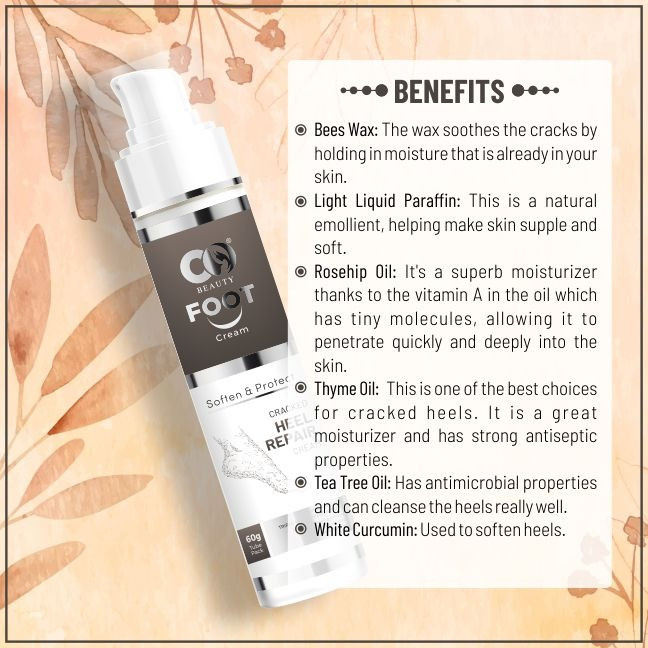 BENEFITS
Bees Wax: The wax soothes the cracks by
holding in moisture that is already in your
skin.
Light Liquid Paraffin: This is a natural
emollient, helping make skin supple and
soft.
Rosehip Oil: It's a superb moisturizer
thanks to the vitamin A in the oil which
has tiny molecules, allowing it to
penetrate quickly and deeply into the
skin.
Thyme Oil: This is one of the best choices
for cracked heels. It is a great
moisturizer and has strong antiseptic
properties.
Tea Tree Oil: Has antimicrobial properties
and can cleanse the heels really well.
White Curcumin: Used to soften heels.
CO®
BEAUTY
FOOT
Cream
Soften & Protect
CRACKED
HEEL
REPAIR
CREAM
60g
Tube
Pack